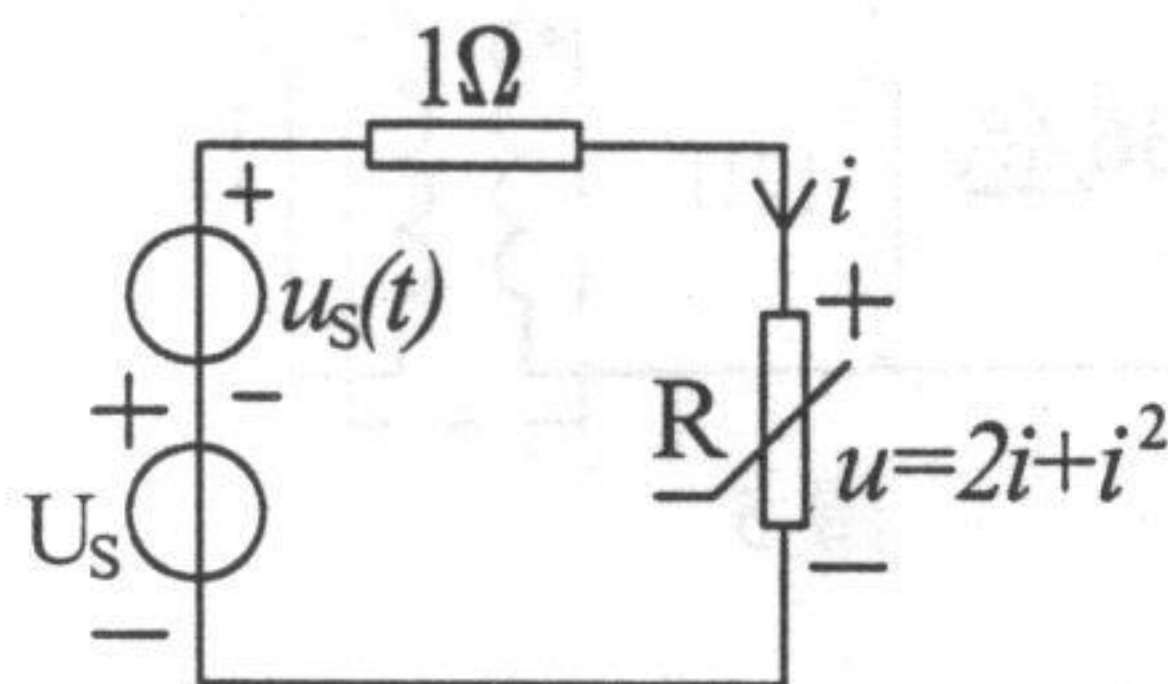 1Ω
+
i
+
u_S(t)
+
−
R
u=2i+i²
U_S
−
−